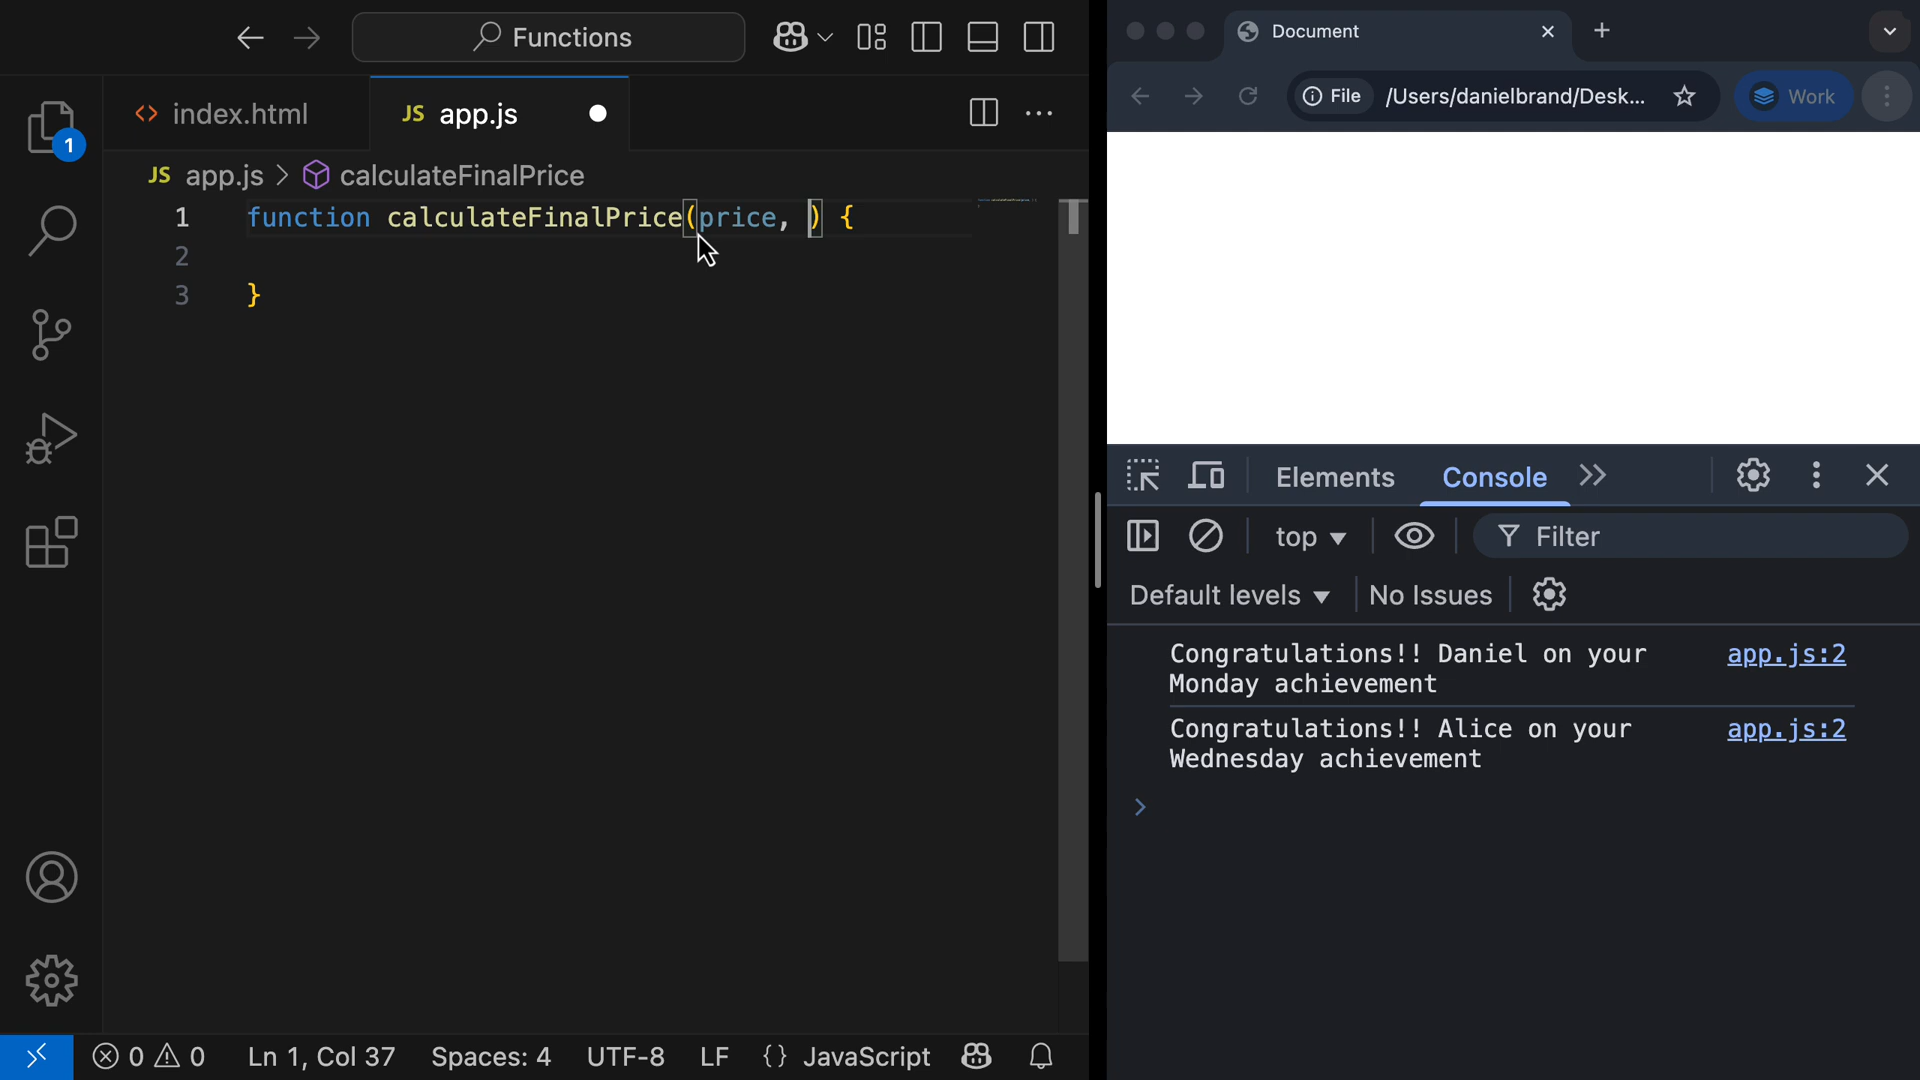 Functions
index.html
JS app.js
1
JS app.js > calculateFinalPrice
1 function calculateFinalPrice(price, ) {
2
3 }
0 0 Ln 1, Col 37 Spaces: 4 UTF-8 LF {} JavaScript
Document
File /Users/danielbrand/Desk... Work
Elements Console
top Filter
Default levels No Issues
Congratulations!! Daniel on your app.js:2
Monday achievement
Congratulations!! Alice on your app.js:2
Wednesday achievement